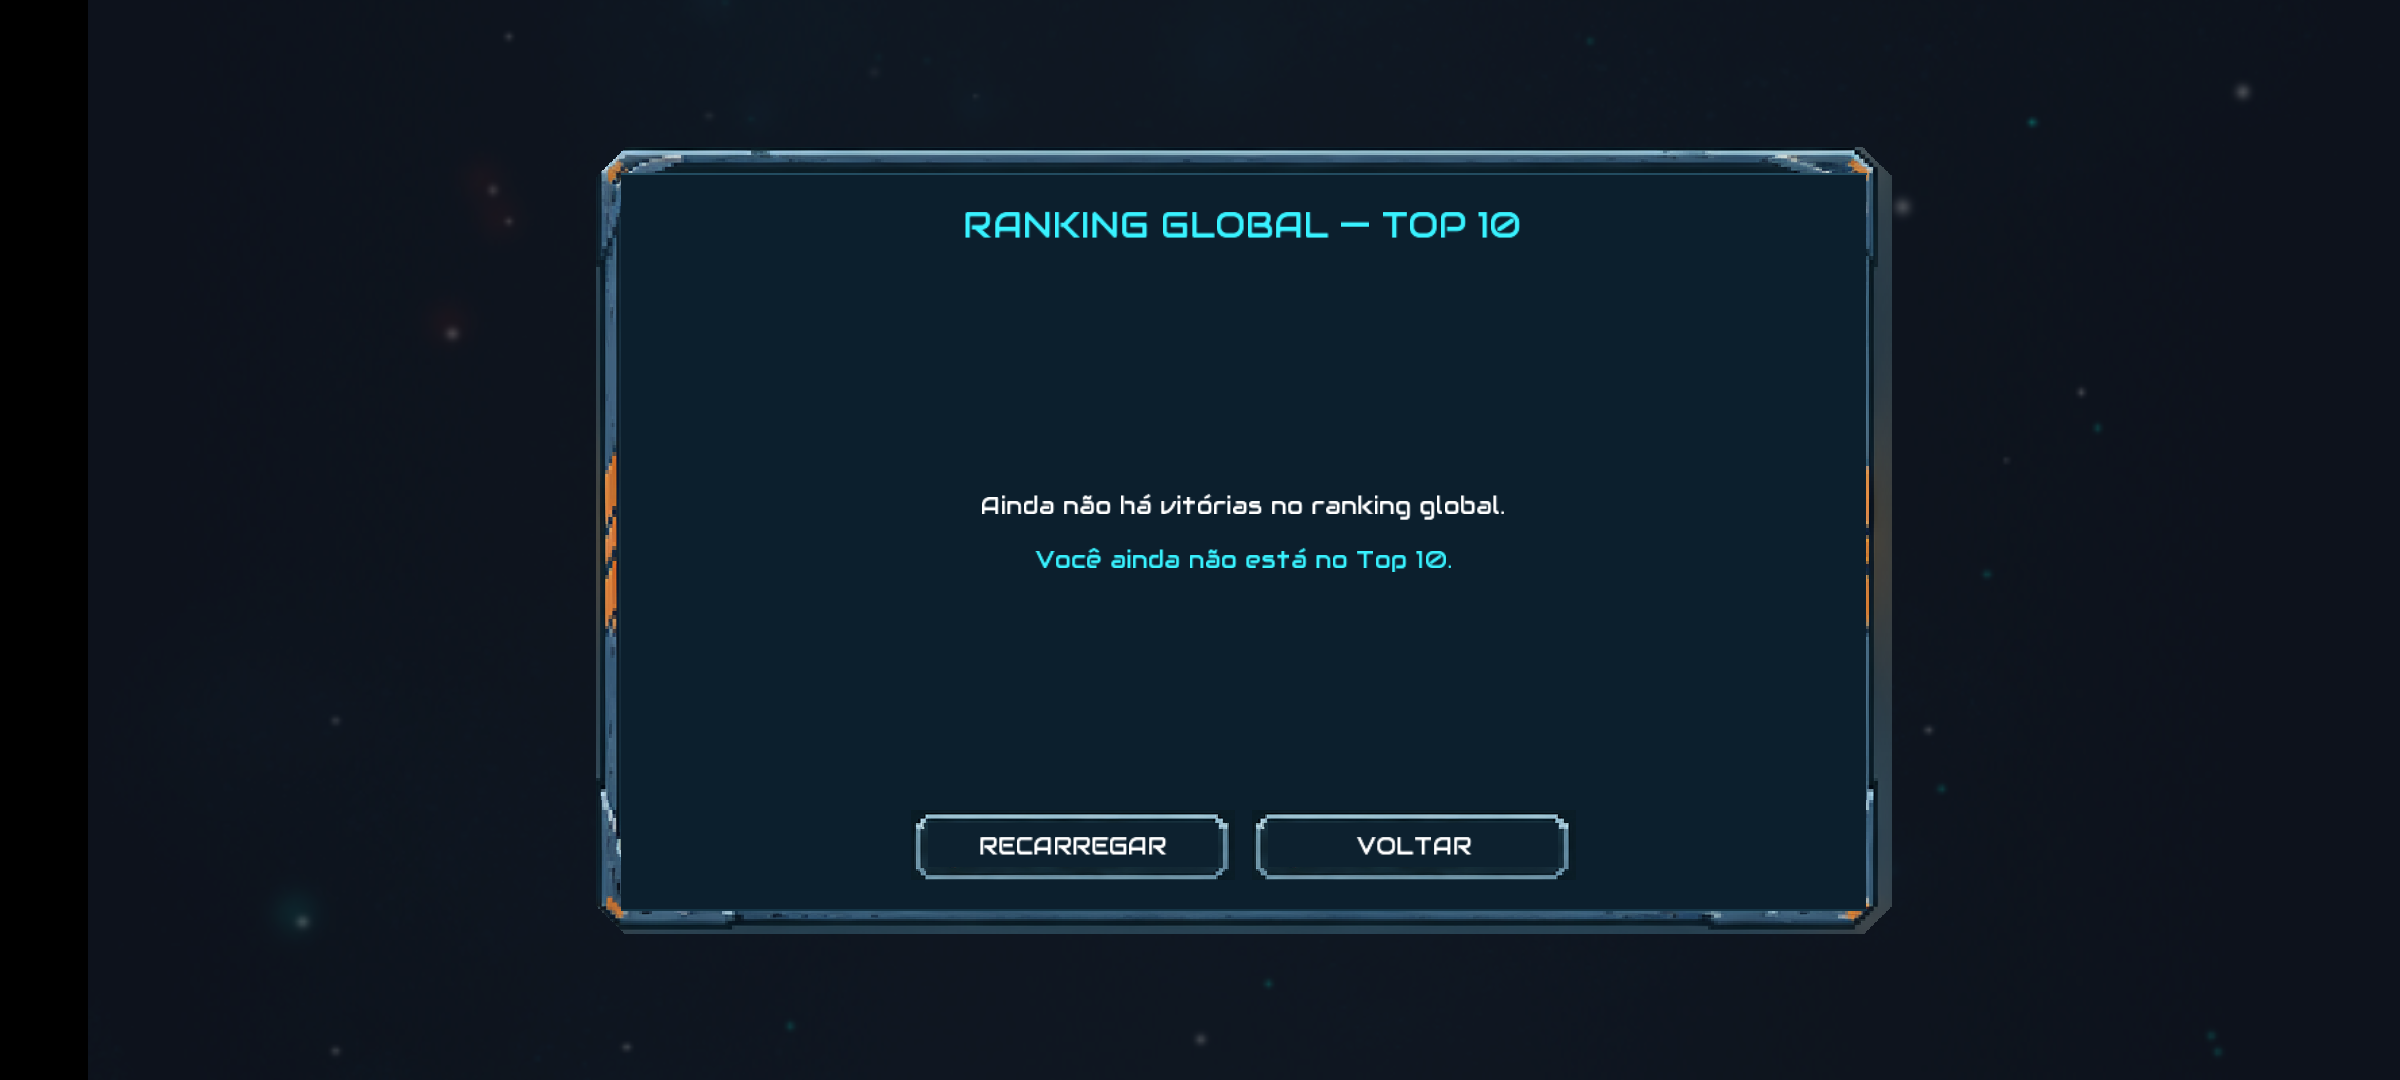 RANKING GLOBAL — TOP 10
Ainda não há vitórias no ranking global.
Você ainda não está no Top 10.
RECARREGAR
VOLTAR